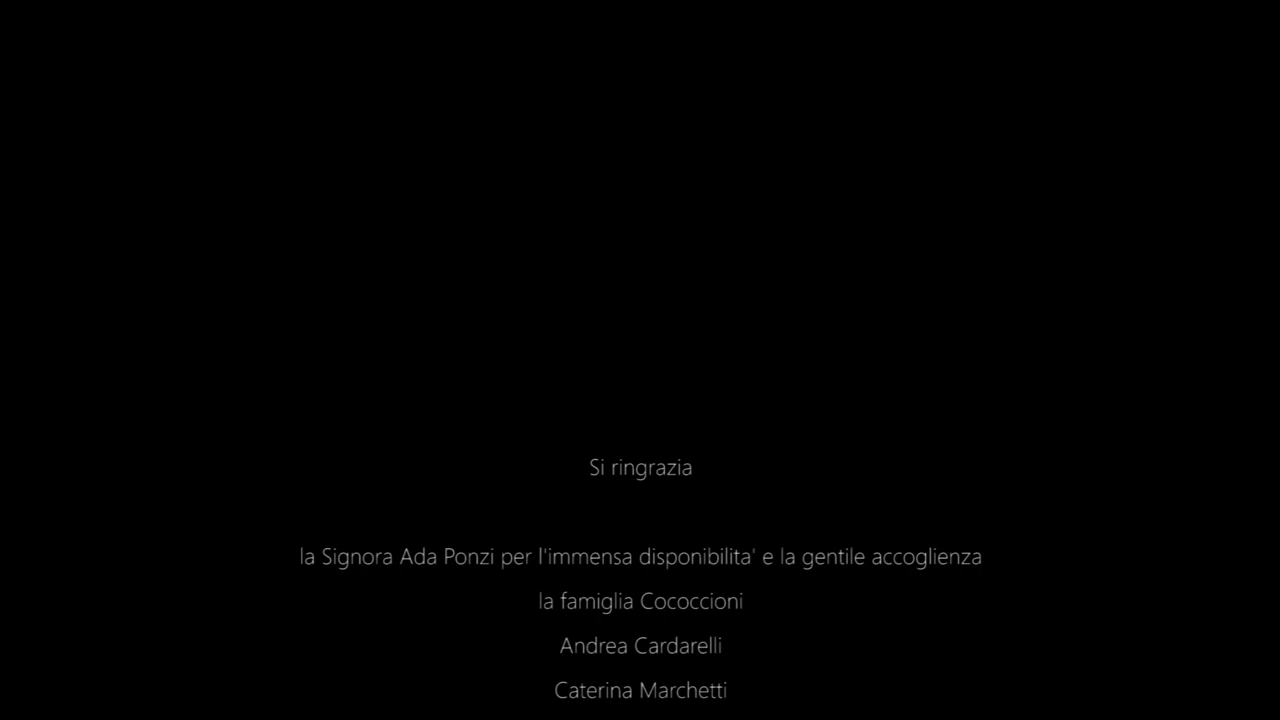 Si ringrazia
la Signora Ada Ponzi per l'immensa disponibilita' e la gentile accoglienza
la famiglia Cococcioni
Andrea Cardarelli
Caterina Marchetti